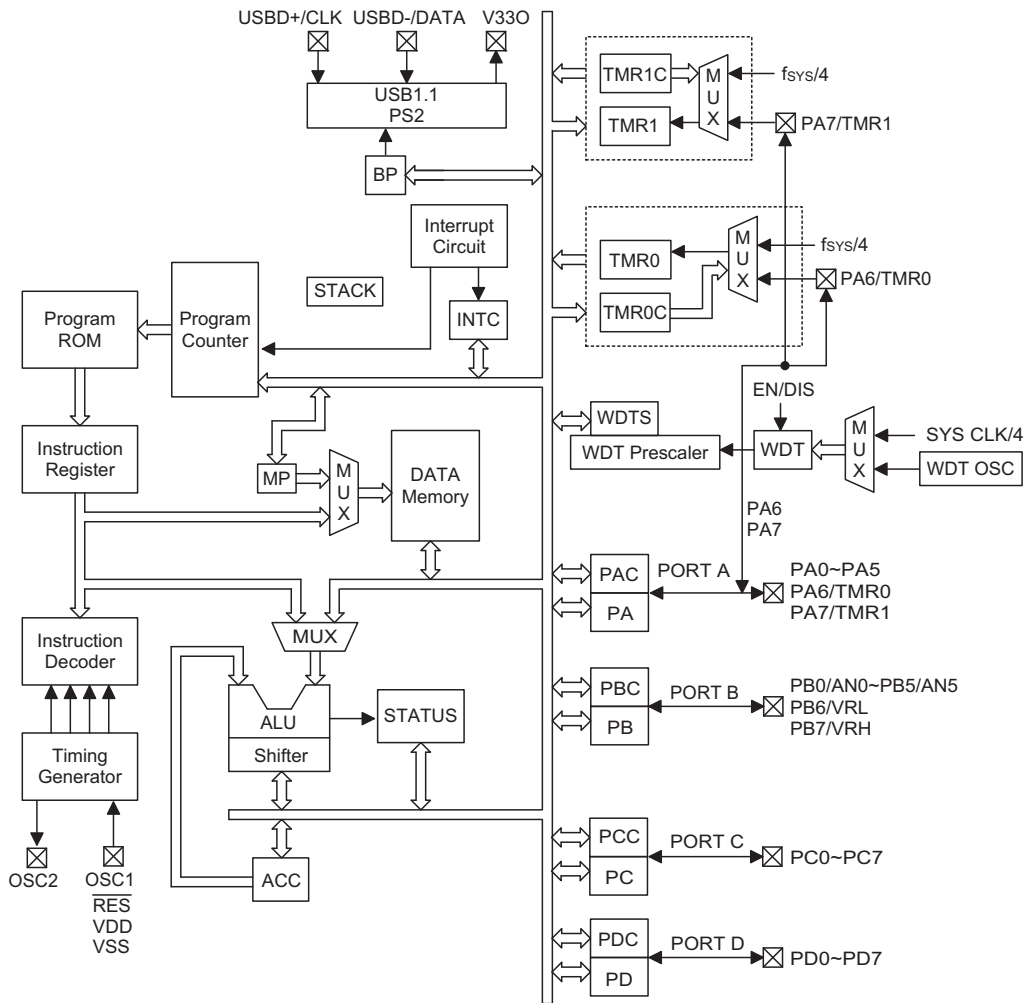 USBD+/CLK USBD-/DATA V33O
USB1.1
PS2
BP
TMR1C
TMR1
MUX
fSYS/4
PA7/TMR1
Interrupt
Circuit
STACK
INTC
Program
ROM
Program
Counter
TMR0
TMR0C
MUX
fSYS/4
PA6/TMR0
Instruction
Register
MP
MUX
DATA
Memory
EN/DIS
WDTS
WDT Prescaler
WDT
MUX
SYS CLK/4
WDT OSC
PA6
PA7
PAC
PA
PORT A
PA0~PA5
PA6/TMR0
PA7/TMR1
Instruction
Decoder
MUX
ALU
Shifter
STATUS
PBC
PB
PORT B
PB0/AN0~PB5/AN5
PB6/VRL
PB7/VRH
Timing
Generator
OSC2
OSC1
RES
VDD
VSS
ACC
PCC
PC
PORT C
PC0~PC7
PDC
PD
PORT D
PD0~PD7